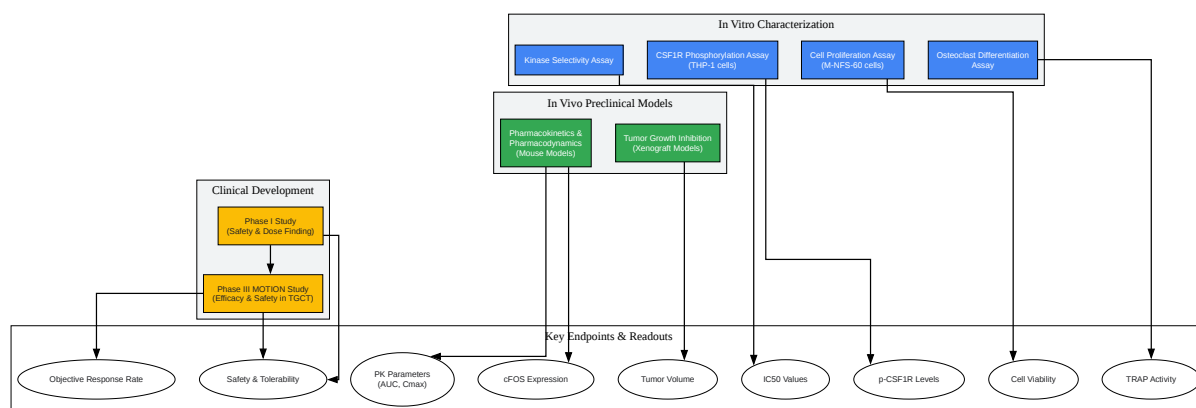 In Vitro Characterization
Kinase Selectivity Assay
CSF1R Phosphorylation Assay
(THP-1 cells)
Cell Proliferation Assay
(M-NFS-60 cells)
Osteoclast Differentiation
Assay
In Vivo Preclinical Models
Pharmacokinetics &
Pharmacodynamics
(Mouse Models)
Tumor Growth Inhibition
(Xenograft Models)
Clinical Development
Phase I Study
(Safety & Dose Finding)
Phase III MOTION Study
(Efficacy & Safety in TGCT)
Key Endpoints & Readouts
Objective Response Rate
Safety & Tolerability
PK Parameters
(AUC, Cmax)
cFOS Expression
Tumor Volume
IC50 Values
p-CSF1R Levels
Cell Viability
TRAP Activity